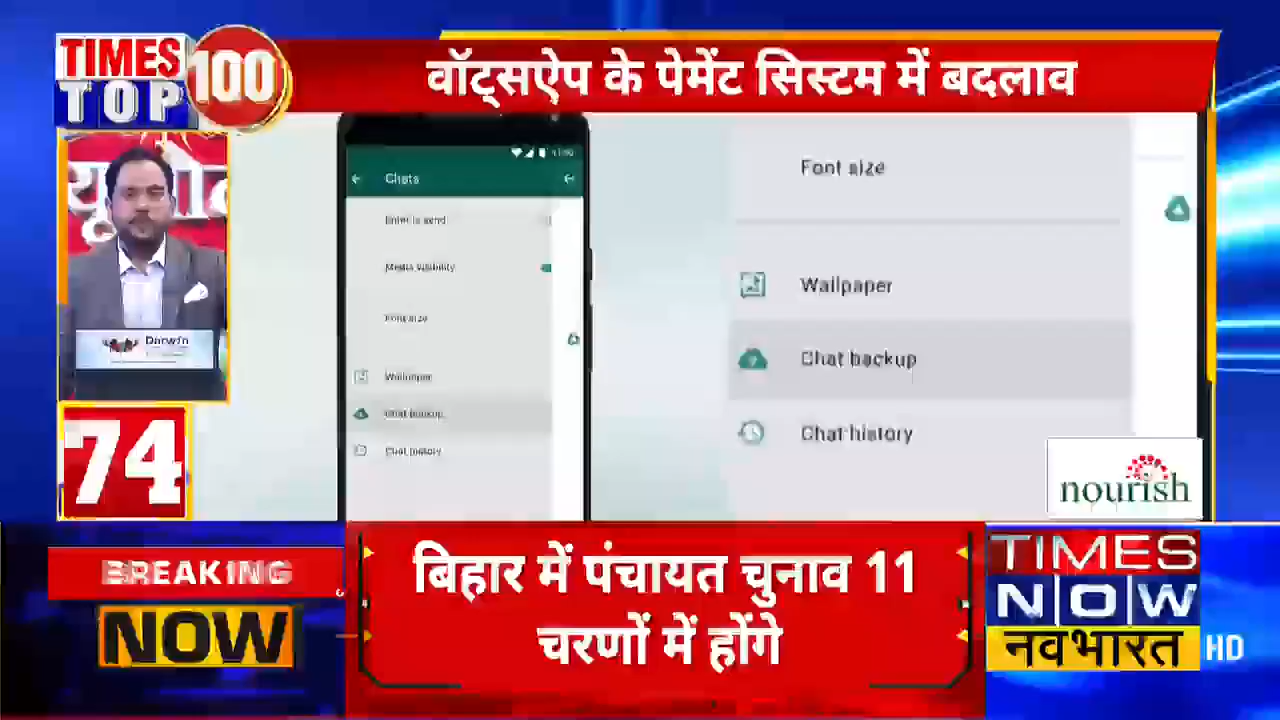 TIMES
TOP
100
वॉट्सऐप के पेमेंट सिस्टम में बदलाव
Chats
Enter is send
Media visibility
Font size
Wallpaper
Chat backup
Chat history
Font size
Wallpaper
Chat backup
Chat history
Darwin
74
nourish
BREAKING
NOW
बिहार में पंचायत चुनाव 11
चरणों में होंगे
TIMES
NOW
नवभारत
HD